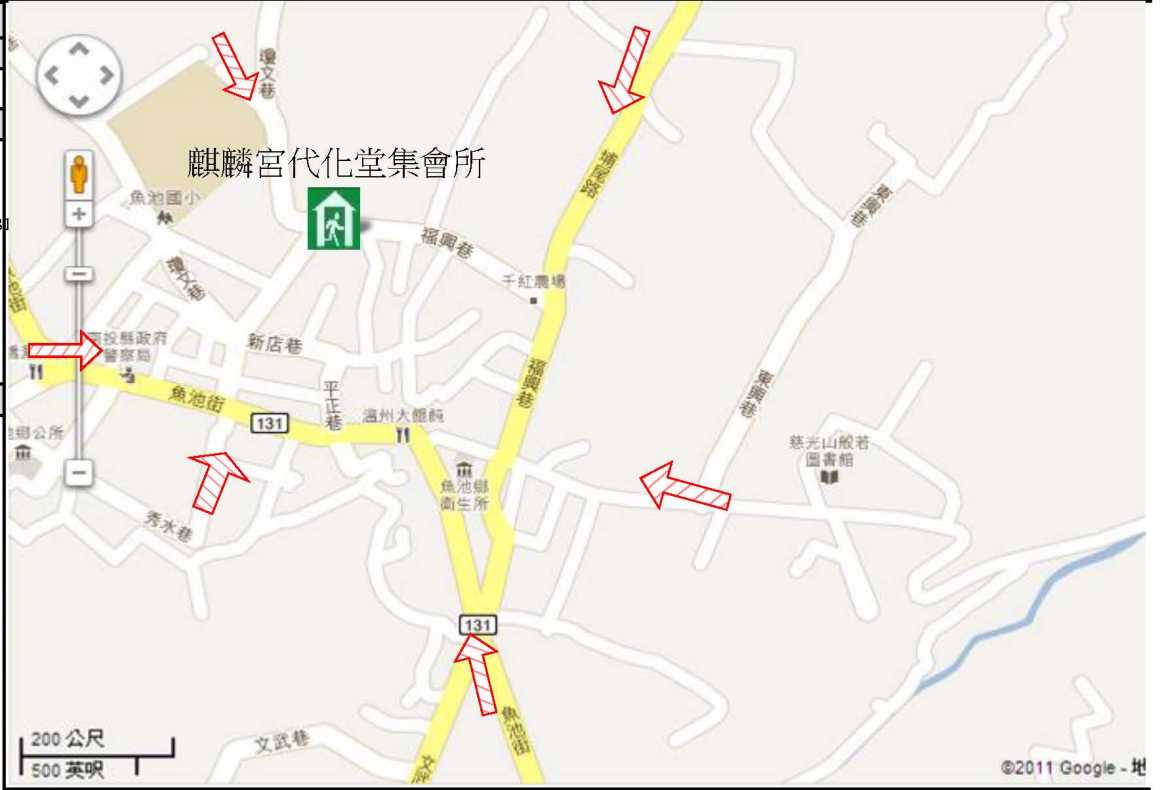 瓊文巷
麒麟宮代化堂集會所
埔尾路
魚池國小
東興巷
福興巷
瓊文巷
千紅農場
南投縣政府
警察局
新店巷
福興巷
平正巷
東興巷
魚池街
131
溫州大餛飩
慈光山般若
圖書館
鄉公所
魚池鄉
衛生所
秀水巷
131
魚池街
文武巷
200 公尺
500 英呎
©2011 Google - 地